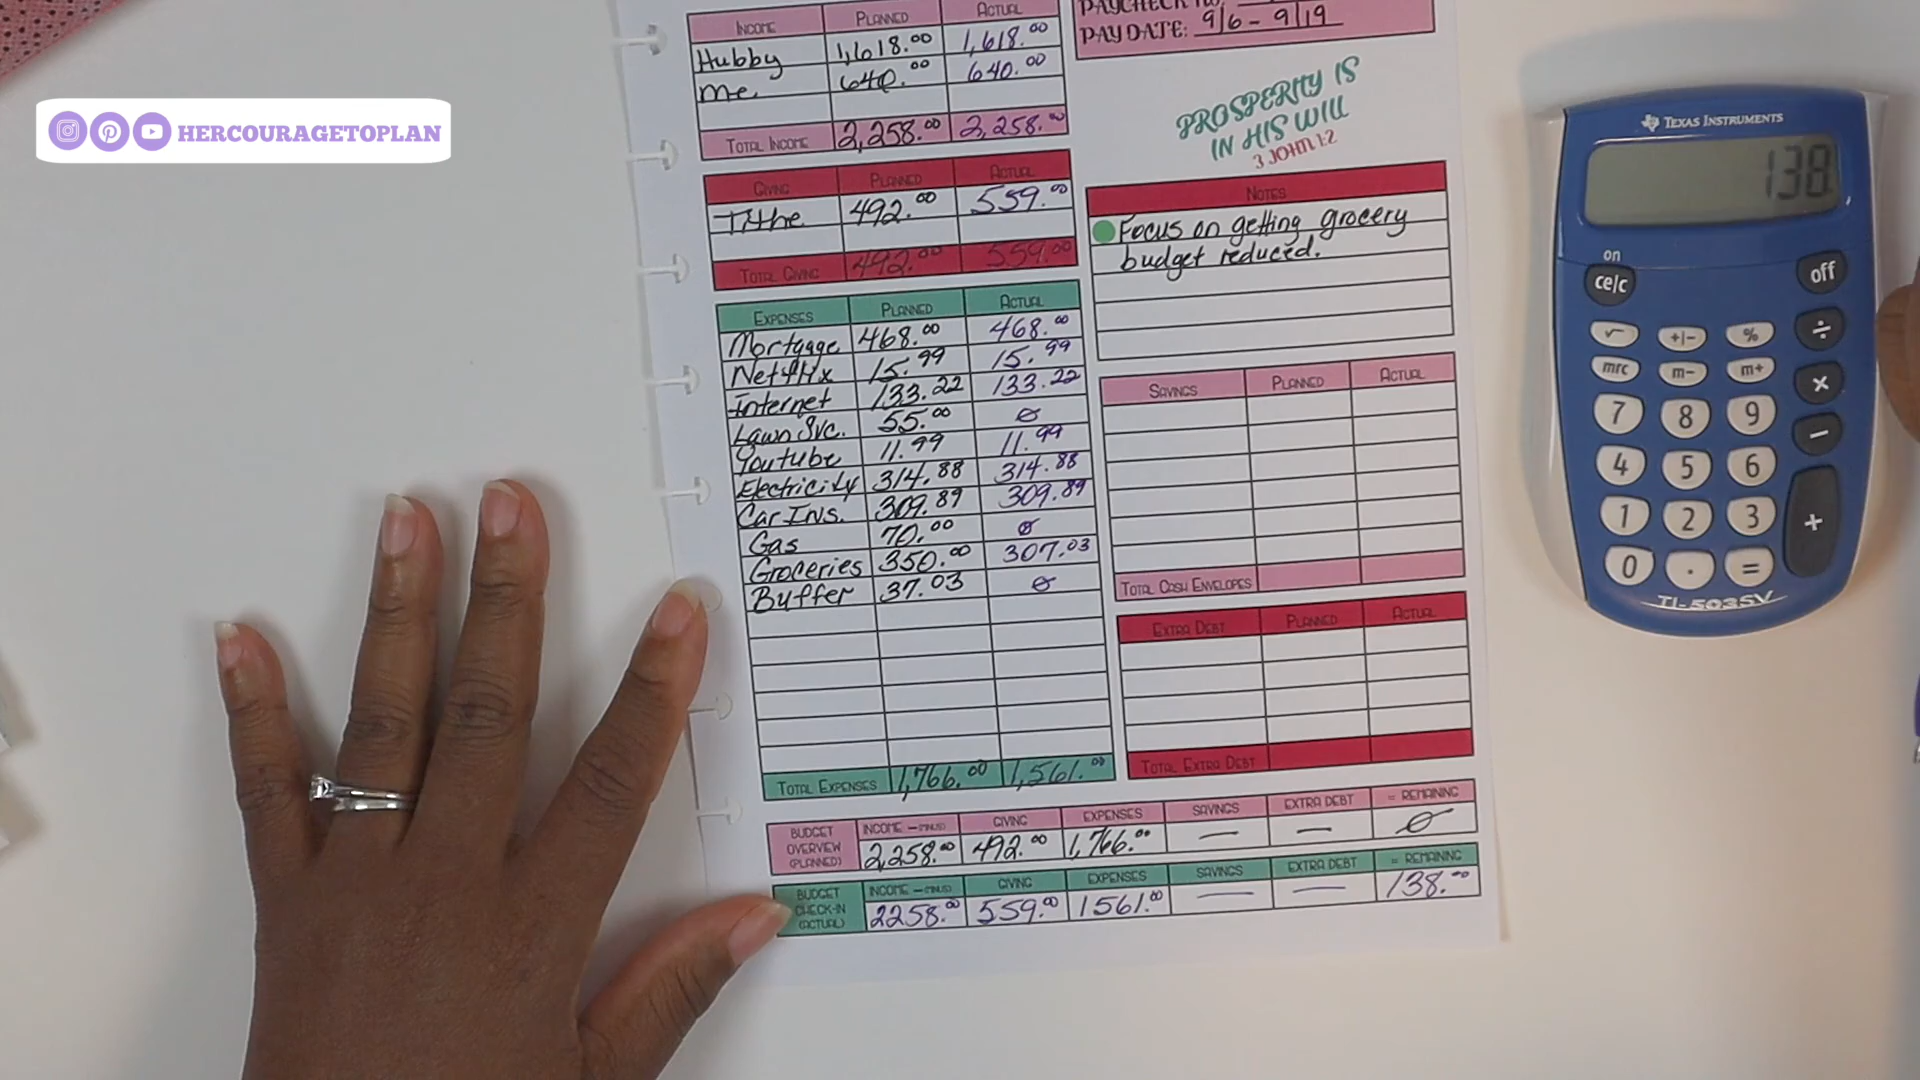 HERCOURAGETOPLAN
INCOME PLANNED ACTUAL
Hubby 1,618.00 1,618.00
Me 640.00 640.00
TOTAL INCOME 2,258.00 2,258.00
GIVING PLANNED ACTUAL
Tithe 492.00 559.00
TOTAL GIVING 492.00 559.00
EXPENSES PLANNED ACTUAL
Mortgage 468.00 468.00
Netflix 15.99 15.99
Internet 133.22 133.22
Lawn Svc. 55.00 0
Youtube 11.99 11.99
Electricity 314.88 314.88
Car Ins. 309.89 309.89
Gas 70.00 0
Groceries 350.00 307.03
Buffer 37.03 0
TOTAL EXPENSES 1,766.00 1,561.00
PAYCHECK
PAY DATE: 9/6 - 9/19
PROSPERITY IS
IN HIS WILL
3 JOHN 1:2
NOTES
Focus on getting grocery
budget reduced.
SAVINGS PLANNED ACTUAL
TOTAL CASH ENVELOPES
EXTRA DEBT PLANNED ACTUAL
TOTAL EXTRA DEBT
BUDGET OVERVIEW (PLANNED) INCOME -(MINUS) GIVING EXPENSES SAVINGS EXTRA DEBT = REMAINING
2,258.00 492.00 1,766.00 — — 0
BUDGET CHECK-IN (ACTUAL) INCOME -(MINUS) GIVING EXPENSES SAVINGS EXTRA DEBT = REMAINING
2258.00 559.00 1561.00 — — 138.00
TEXAS INSTRUMENTS
138.
on
ce/c off
√ +/- % ÷
mrc m- m+ ×
7 8 9 −
4 5 6
1 2 3 +
0 . =
TI-503SV